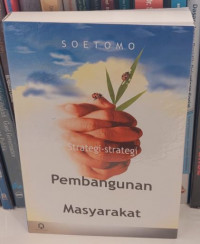 SOETOMO
strategi-strategi
Pembangunan
Masyarakat